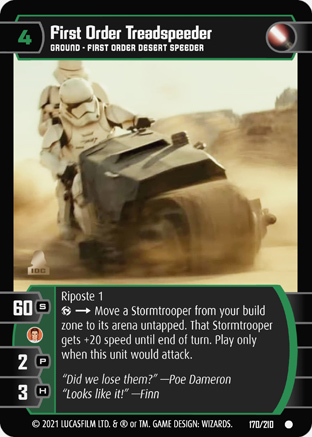 4 First Order Treadspeeder
GROUND - FIRST ORDER DESERT SPEEDER
IDC
60 S
2 P
3 H
Riposte 1
→ Move a Stormtrooper from your build
zone to its arena untapped. That Stormtrooper
gets +20 speed until end of turn. Play only
when this unit would attack.
“Did we lose them?” —Poe Dameron
“Looks like it!” —Finn
© 2021 LUCASFILM LTD. & ® or TM. GAME DESIGN: WIZARDS. 170/210